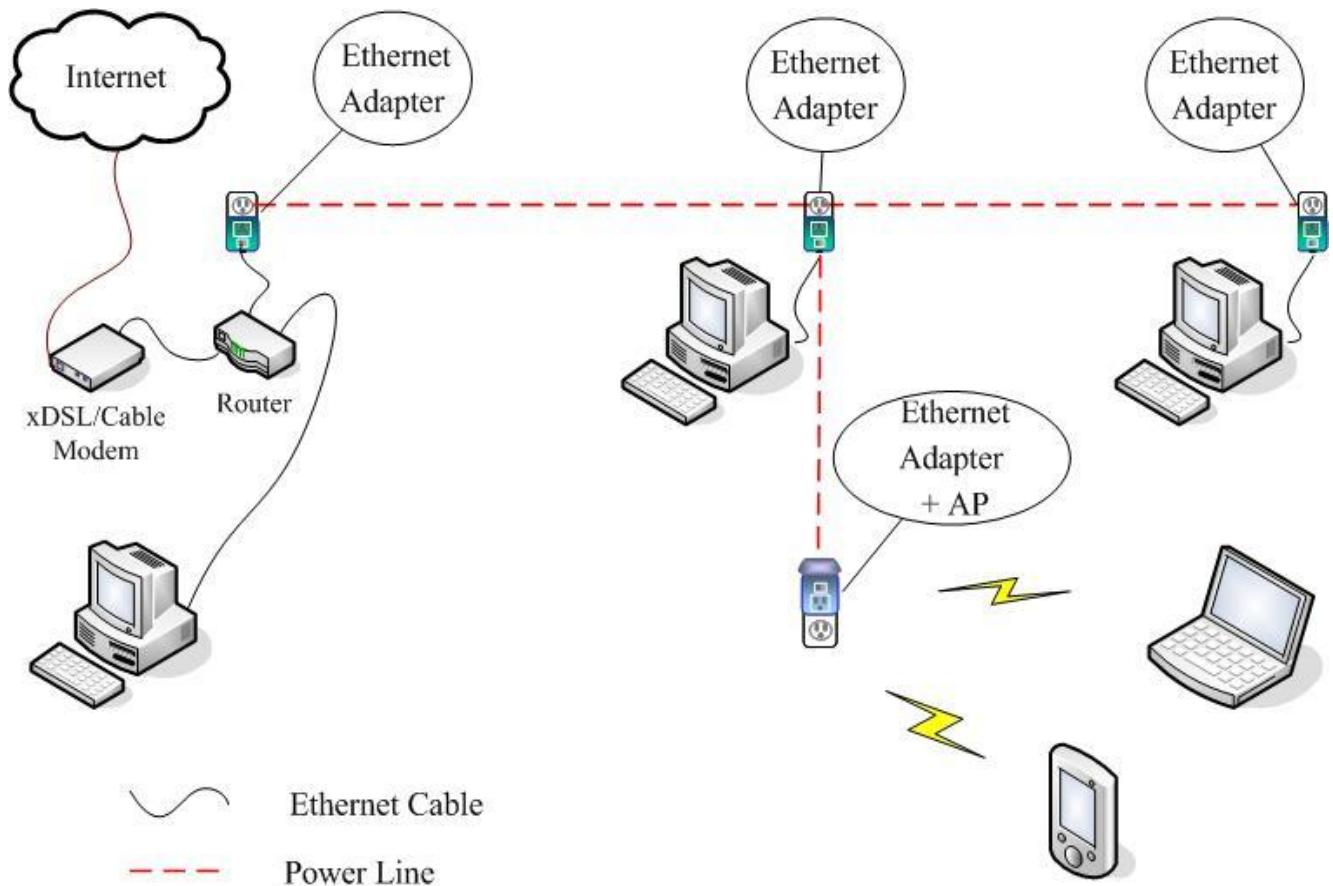 Internet
Ethernet
Adapter
Ethernet
Adapter
Ethernet
Adapter
xDSL/Cable
Modem
Router
Ethernet
Adapter
+ AP
Ethernet Cable
Power Line